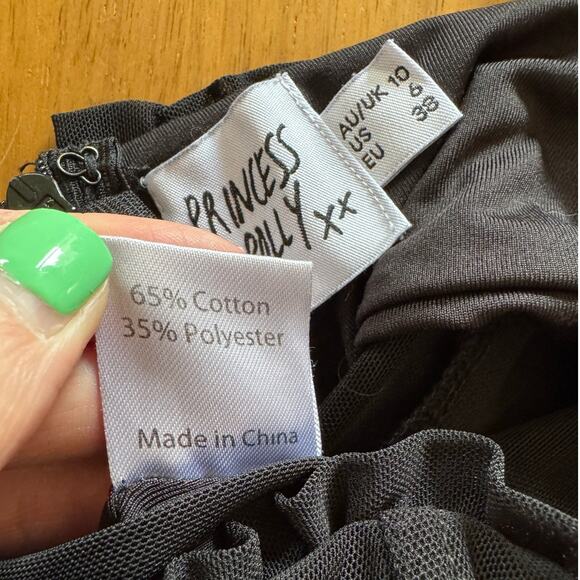 PRINCESS
POLLY xx
AU/UK 10
US 6
EU 38
65% Cotton
35% Polyester
Made in China